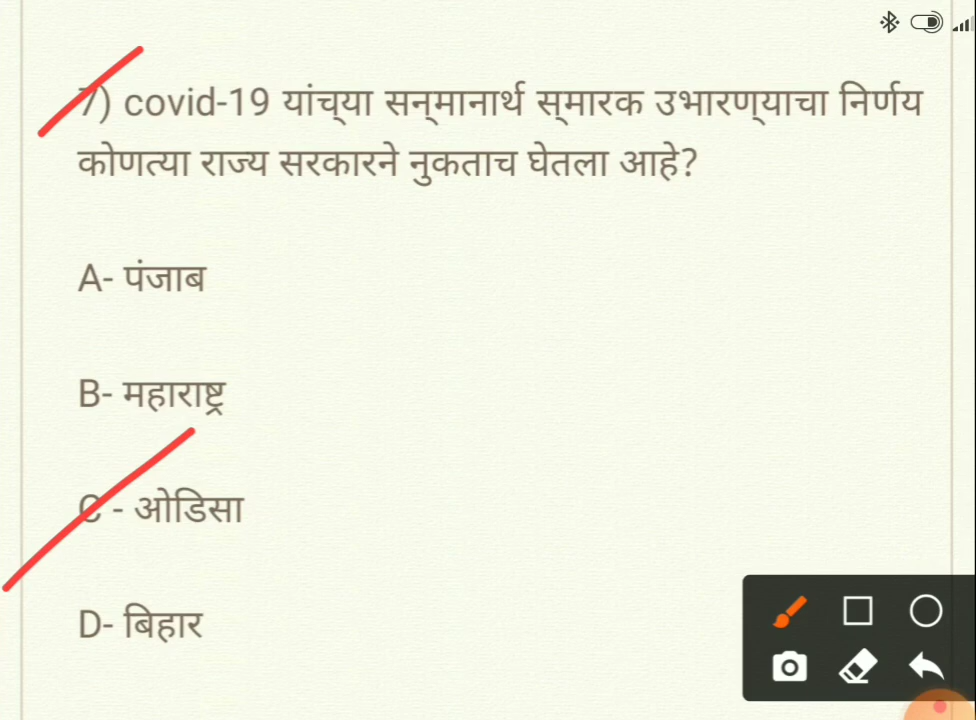 7) covid-19 यांच्‌या सन्‌मानार्थ स्‌मारक उभारण्‌याचा निर्णय
कोणत्या राज्य सरकारने नुकताच घेतला आहे?
A- पंजाब
B- महाराष्ट्र
C - ओडिसा
D- बिहार